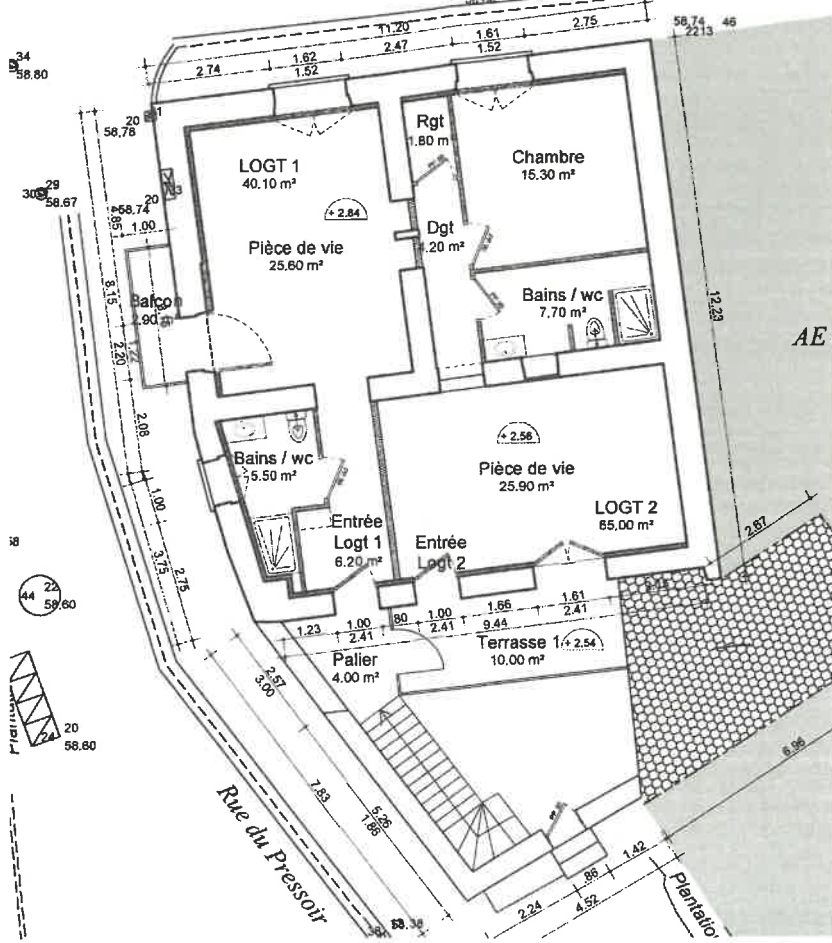 11.20
58,74 46
2213
34
58.80
2.74
1.62
1.52
2.47
1.61
1.52
2.75
20
58,78
Rgt
1.80 m
LOGT 1
40.10 m²
Chambre
15.30 m²
29
58.67
20
58.74
1.00
4.85
+ 2.84
Dgt
Pièce de vie
25.60 m²
8.15
Balcon
2.90
Bains / wc
7.70 m²
12.23
AE
2.20
2.08
+ 2.56
Bains / wc
5.50 m²
Pièce de vie
25.90 m²
LOGT 2
65,00 m²
1.00
Entrée
Logt 1
6.20 m²
Entrée
Logt 2
2.67
3.75
2.75
44
22
58.60
1.23
1.00
2.41
80
1.00
2.41
1.66
9.44
1.61
2.41
Palier
4.00 m²
Terrasse 1
10.00 m²
+ 2.54
2.57
3.00
24
20
58.60
6.96
7.83
5.26
1.86
Rue du Pressoir
2.24
.86
1.42
4.52
Plantatio